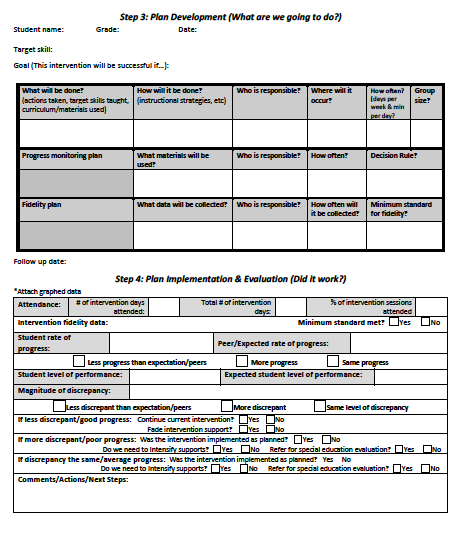 Step 3: Plan Development (What are we going to do?)
Student name: Grade: Date:
Target skill:
Goal (This intervention will be successful if…):
What will be done? (actions taken, target skills taught, curriculum/materials used)
How will it be done? (instructional strategies, etc)
Who is responsible?
Where will it occur?
How often? (days per week & min per day?)
Group size?
Progress monitoring plan
What materials will be used?
Who is responsible?
How often?
Decision Rule?
Fidelity plan
What data will be collected?
Who is responsible?
How often will it be collected?
Minimum standard for fidelity?
Follow up date:
Step 4: Plan Implementation & Evaluation (Did it work?)
*Attach graphed data
Attendance: # of intervention days attended: Total # of intervention days: % of intervention sessions attended
Intervention fidelity data: Minimum standard met? Yes No
Student rate of progress: Peer/Expected rate of progress:
Less progress than expectation/peers More progress Same progress
Student level of performance: Expected student level of performance:
Magnitude of discrepancy:
Less discrepant than expectation/peers More discrepant Same level of discrepancy
If less discrepant/good progress: Continue current intervention? Yes No
Fade intervention support? Yes No
If more discrepant/poor progress: Was the intervention implemented as planned? Yes No
Do we need to intensify supports? Yes No Refer for special education evaluation? Yes No
If discrepancy the same/average progress: Was the intervention implemented as planned? Yes No
Do we need to intensify supports? Yes No Refer for special education evaluation? Yes No
Comments/Actions/Next Steps: